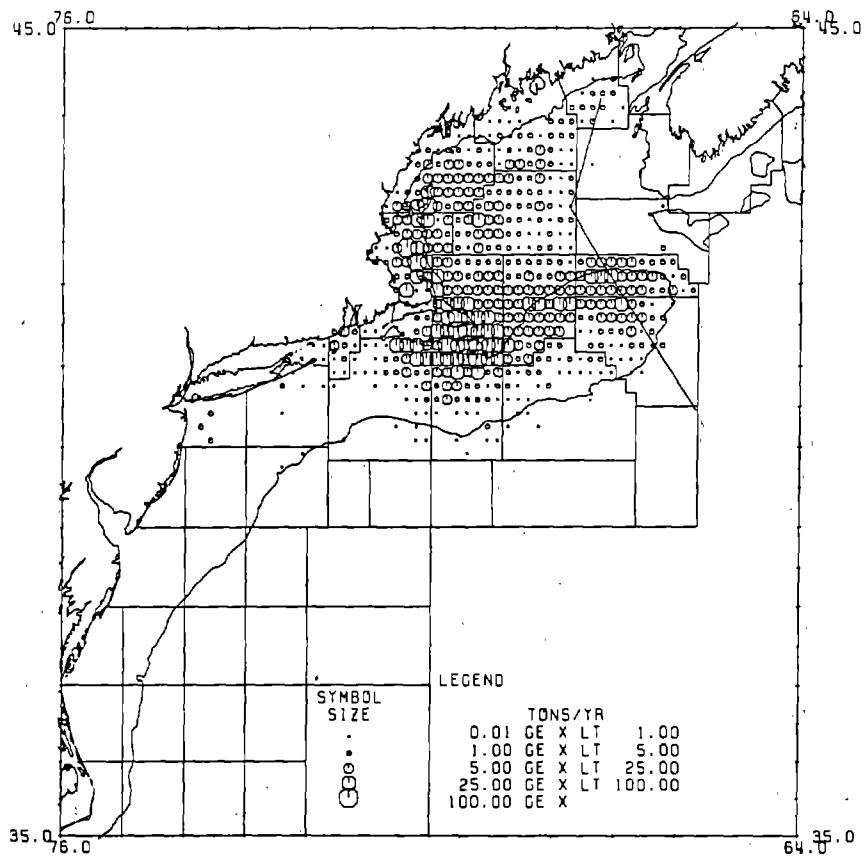 76.0 64.0
45.0 45.0
LEGEND
SYMBOL
SIZE
TONS/YR
0.01 GE X LT 1.00
1.00 GE X LT 5.00
5.00 GE X LT 25.00
25.00 GE X LT 100.00
100.00 GE X
35.0 35.0
76.0 64.0